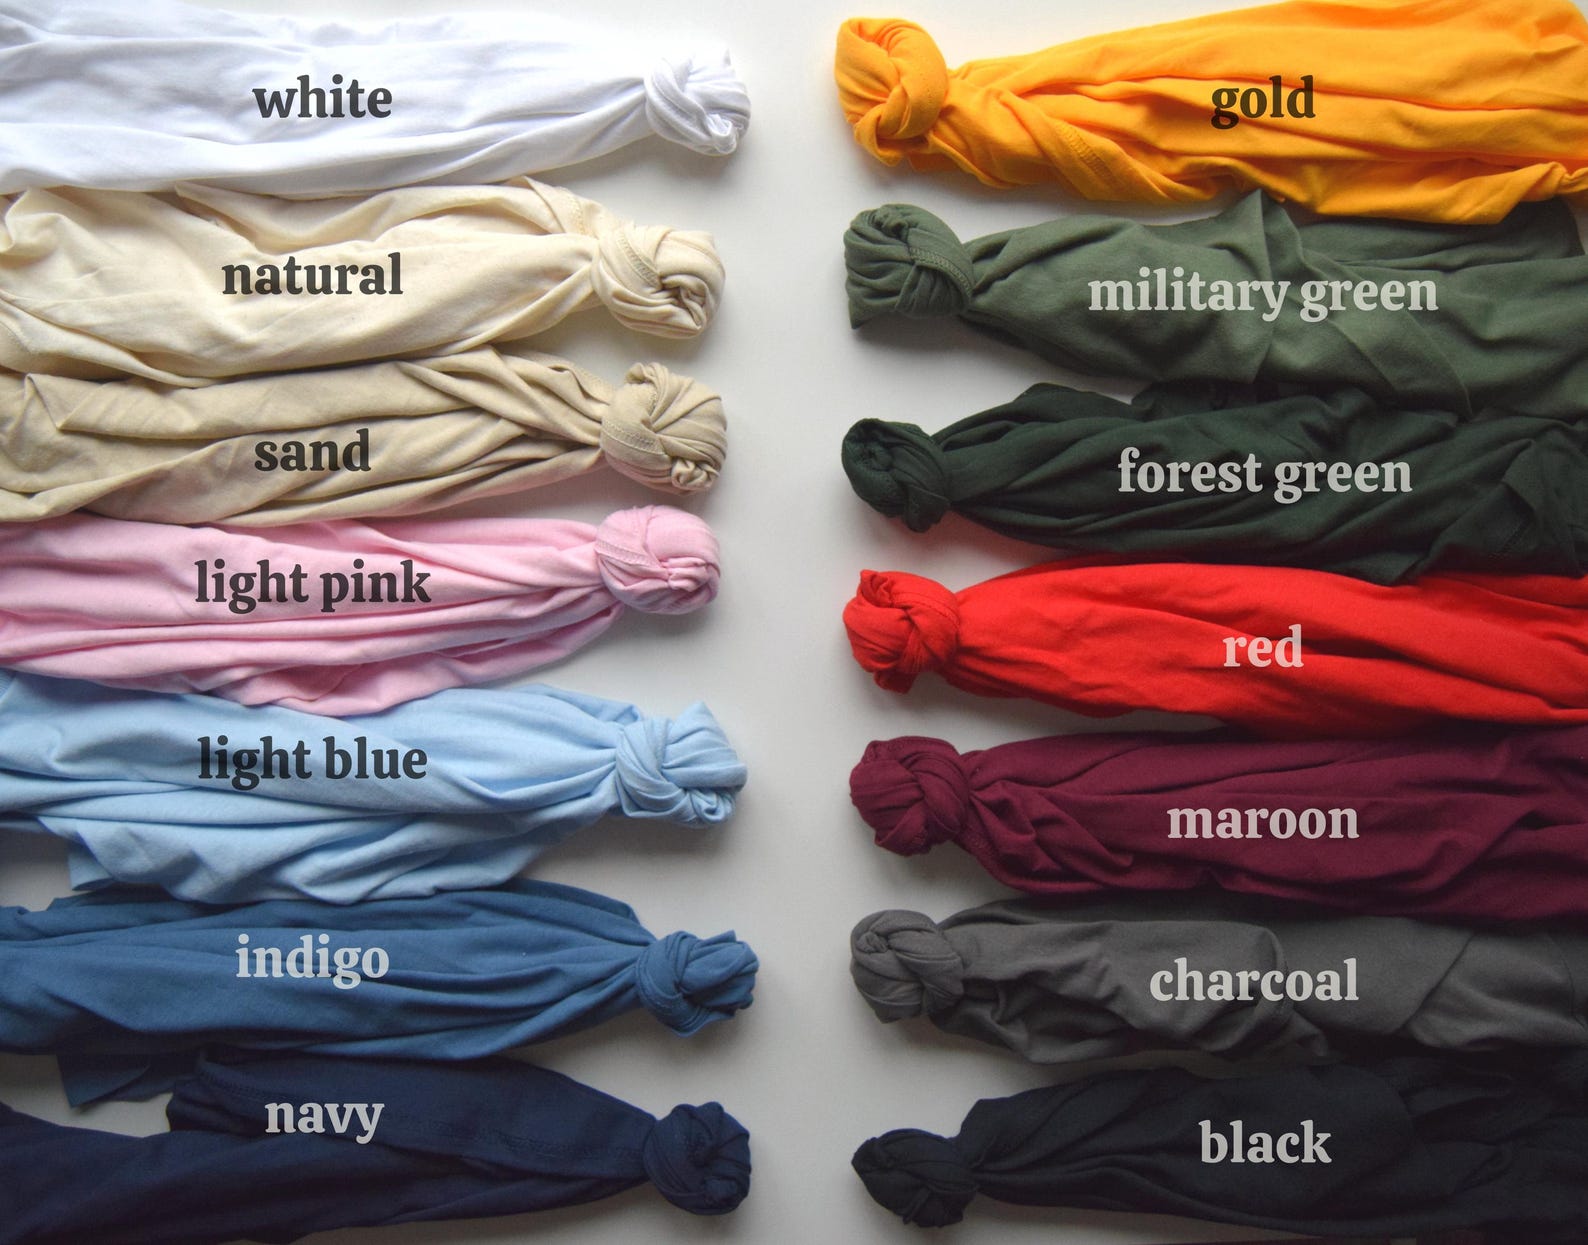 white
natural
sand
light pink
light blue
indigo
navy
gold
military green
forest green
red
maroon
charcoal
black